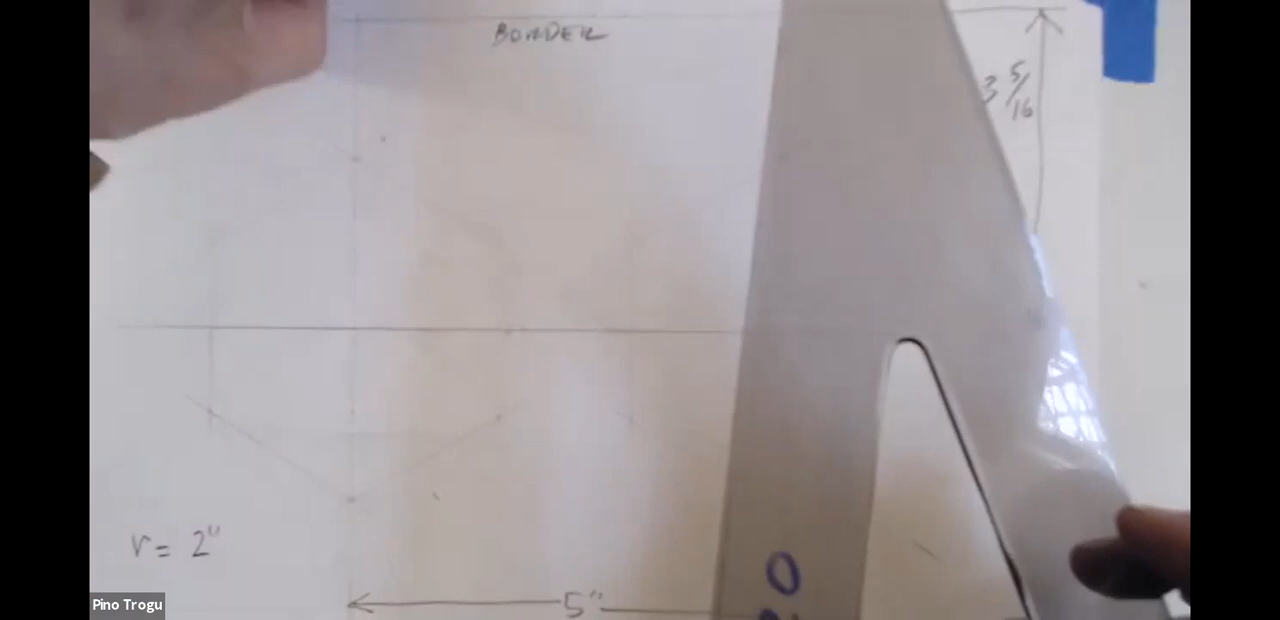 BORDER
3 5/16
r = 2"
5"
Pino Trogu